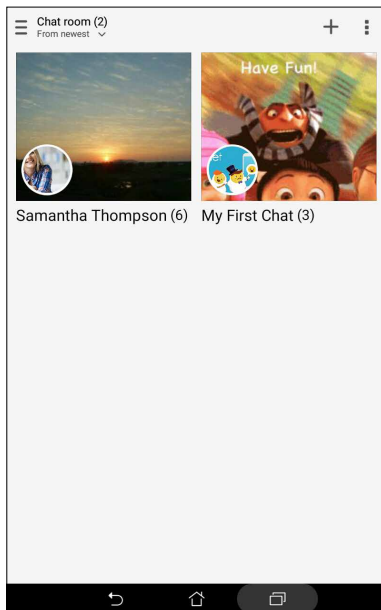 Chat room (2)
From newest
Have Fun!
Samantha Thompson (6)
My First Chat (3)